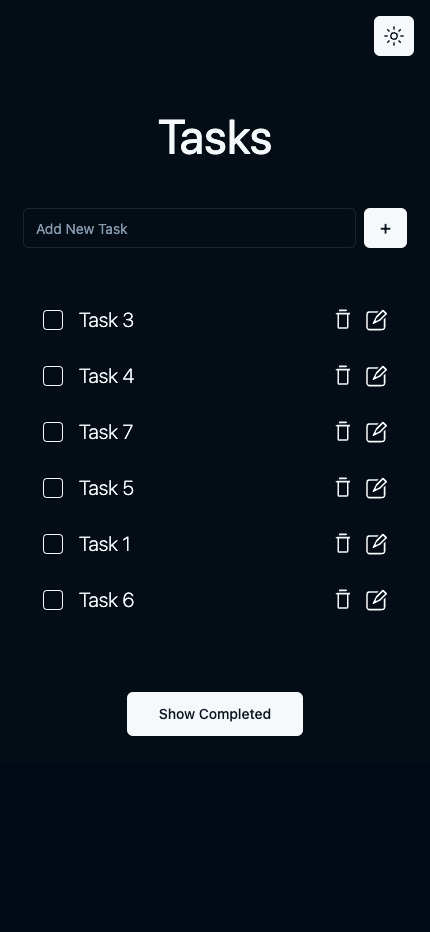 Tasks
Add New Task
+
Task 3
Task 4
Task 7
Task 5
Task 1
Task 6
Show Completed